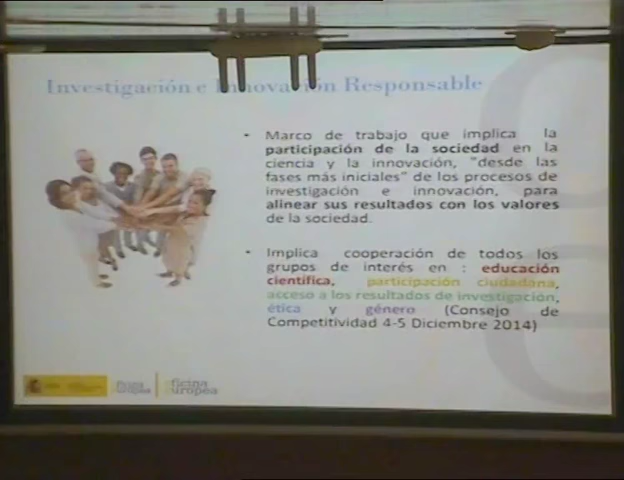 Investigación e Innovación Responsable
• Marco de trabajo que implica la
participación de la sociedad en la
ciencia y la innovación, "desde las
fases más iniciales" de los procesos de
investigación e innovación, para
alinear sus resultados con los valores
de la sociedad.
• Implica cooperación de todos los
grupos de interés en : educación
científica, participación ciudadana,
acceso a los resultados de investigación,
ética y género (Consejo de
Competitividad 4-5 Diciembre 2014)
oficina
europea